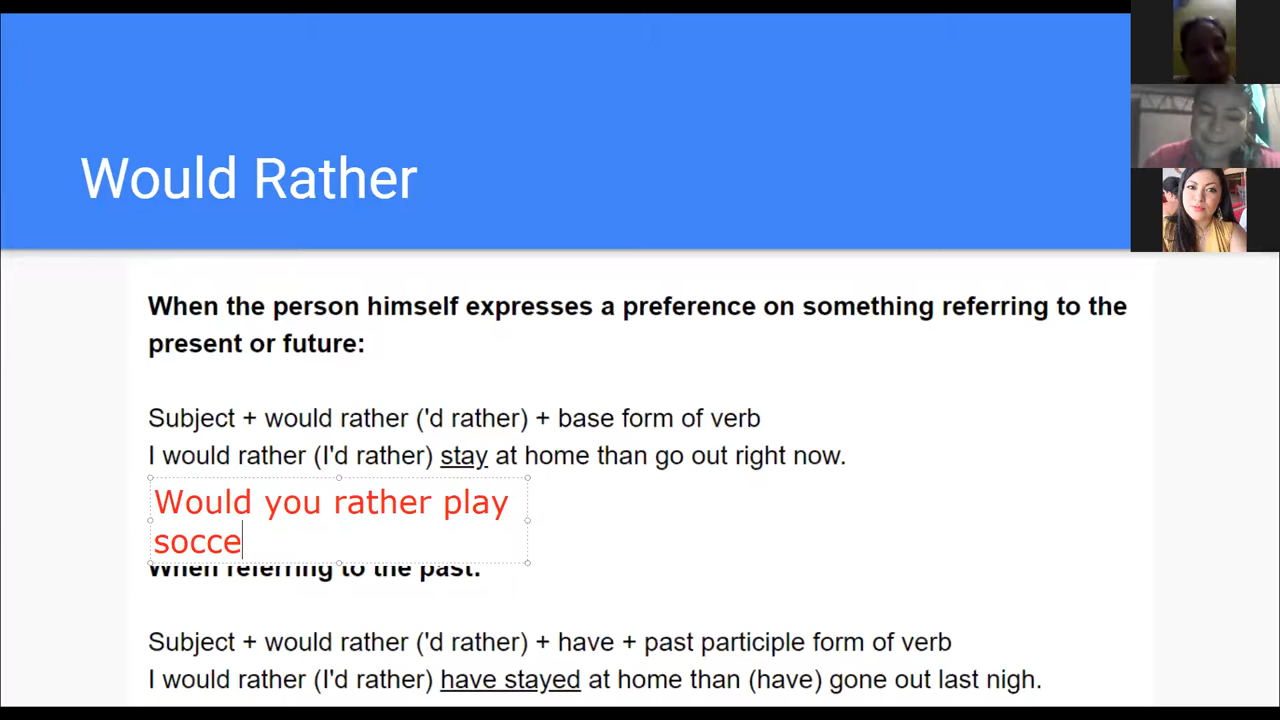 Would Rather
When the person himself expresses a preference on something referring to the
present or future:
Subject + would rather ('d rather) + base form of verb
I would rather (I'd rather) stay at home than go out right now.
Would you rather play
socce
When referring to the past:
Subject + would rather ('d rather) + have + past participle form of verb
I would rather (I'd rather) have stayed at home than (have) gone out last nigh.